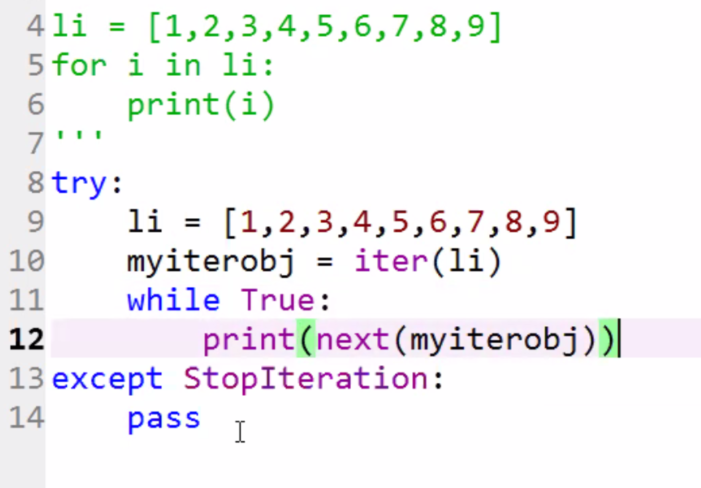 4 li = [1,2,3,4,5,6,7,8,9]
5 for i in li:
6     print(i)
7 '''
8 try:
9     li = [1,2,3,4,5,6,7,8,9]
10     myiterobj = iter(li)
11     while True:
12         print(next(myiterobj))
13 except StopIteration:
14     pass